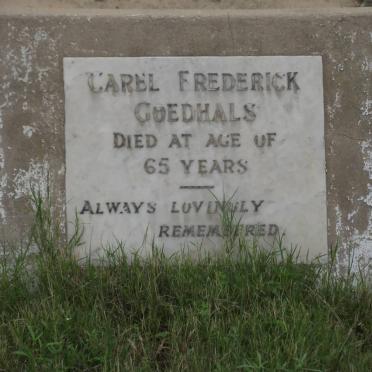 CAREL FREDERICK
GOEDHALS
DIED AT AGE OF
65 YEARS
ALWAYS LOVINGLY
REMEMBERED.